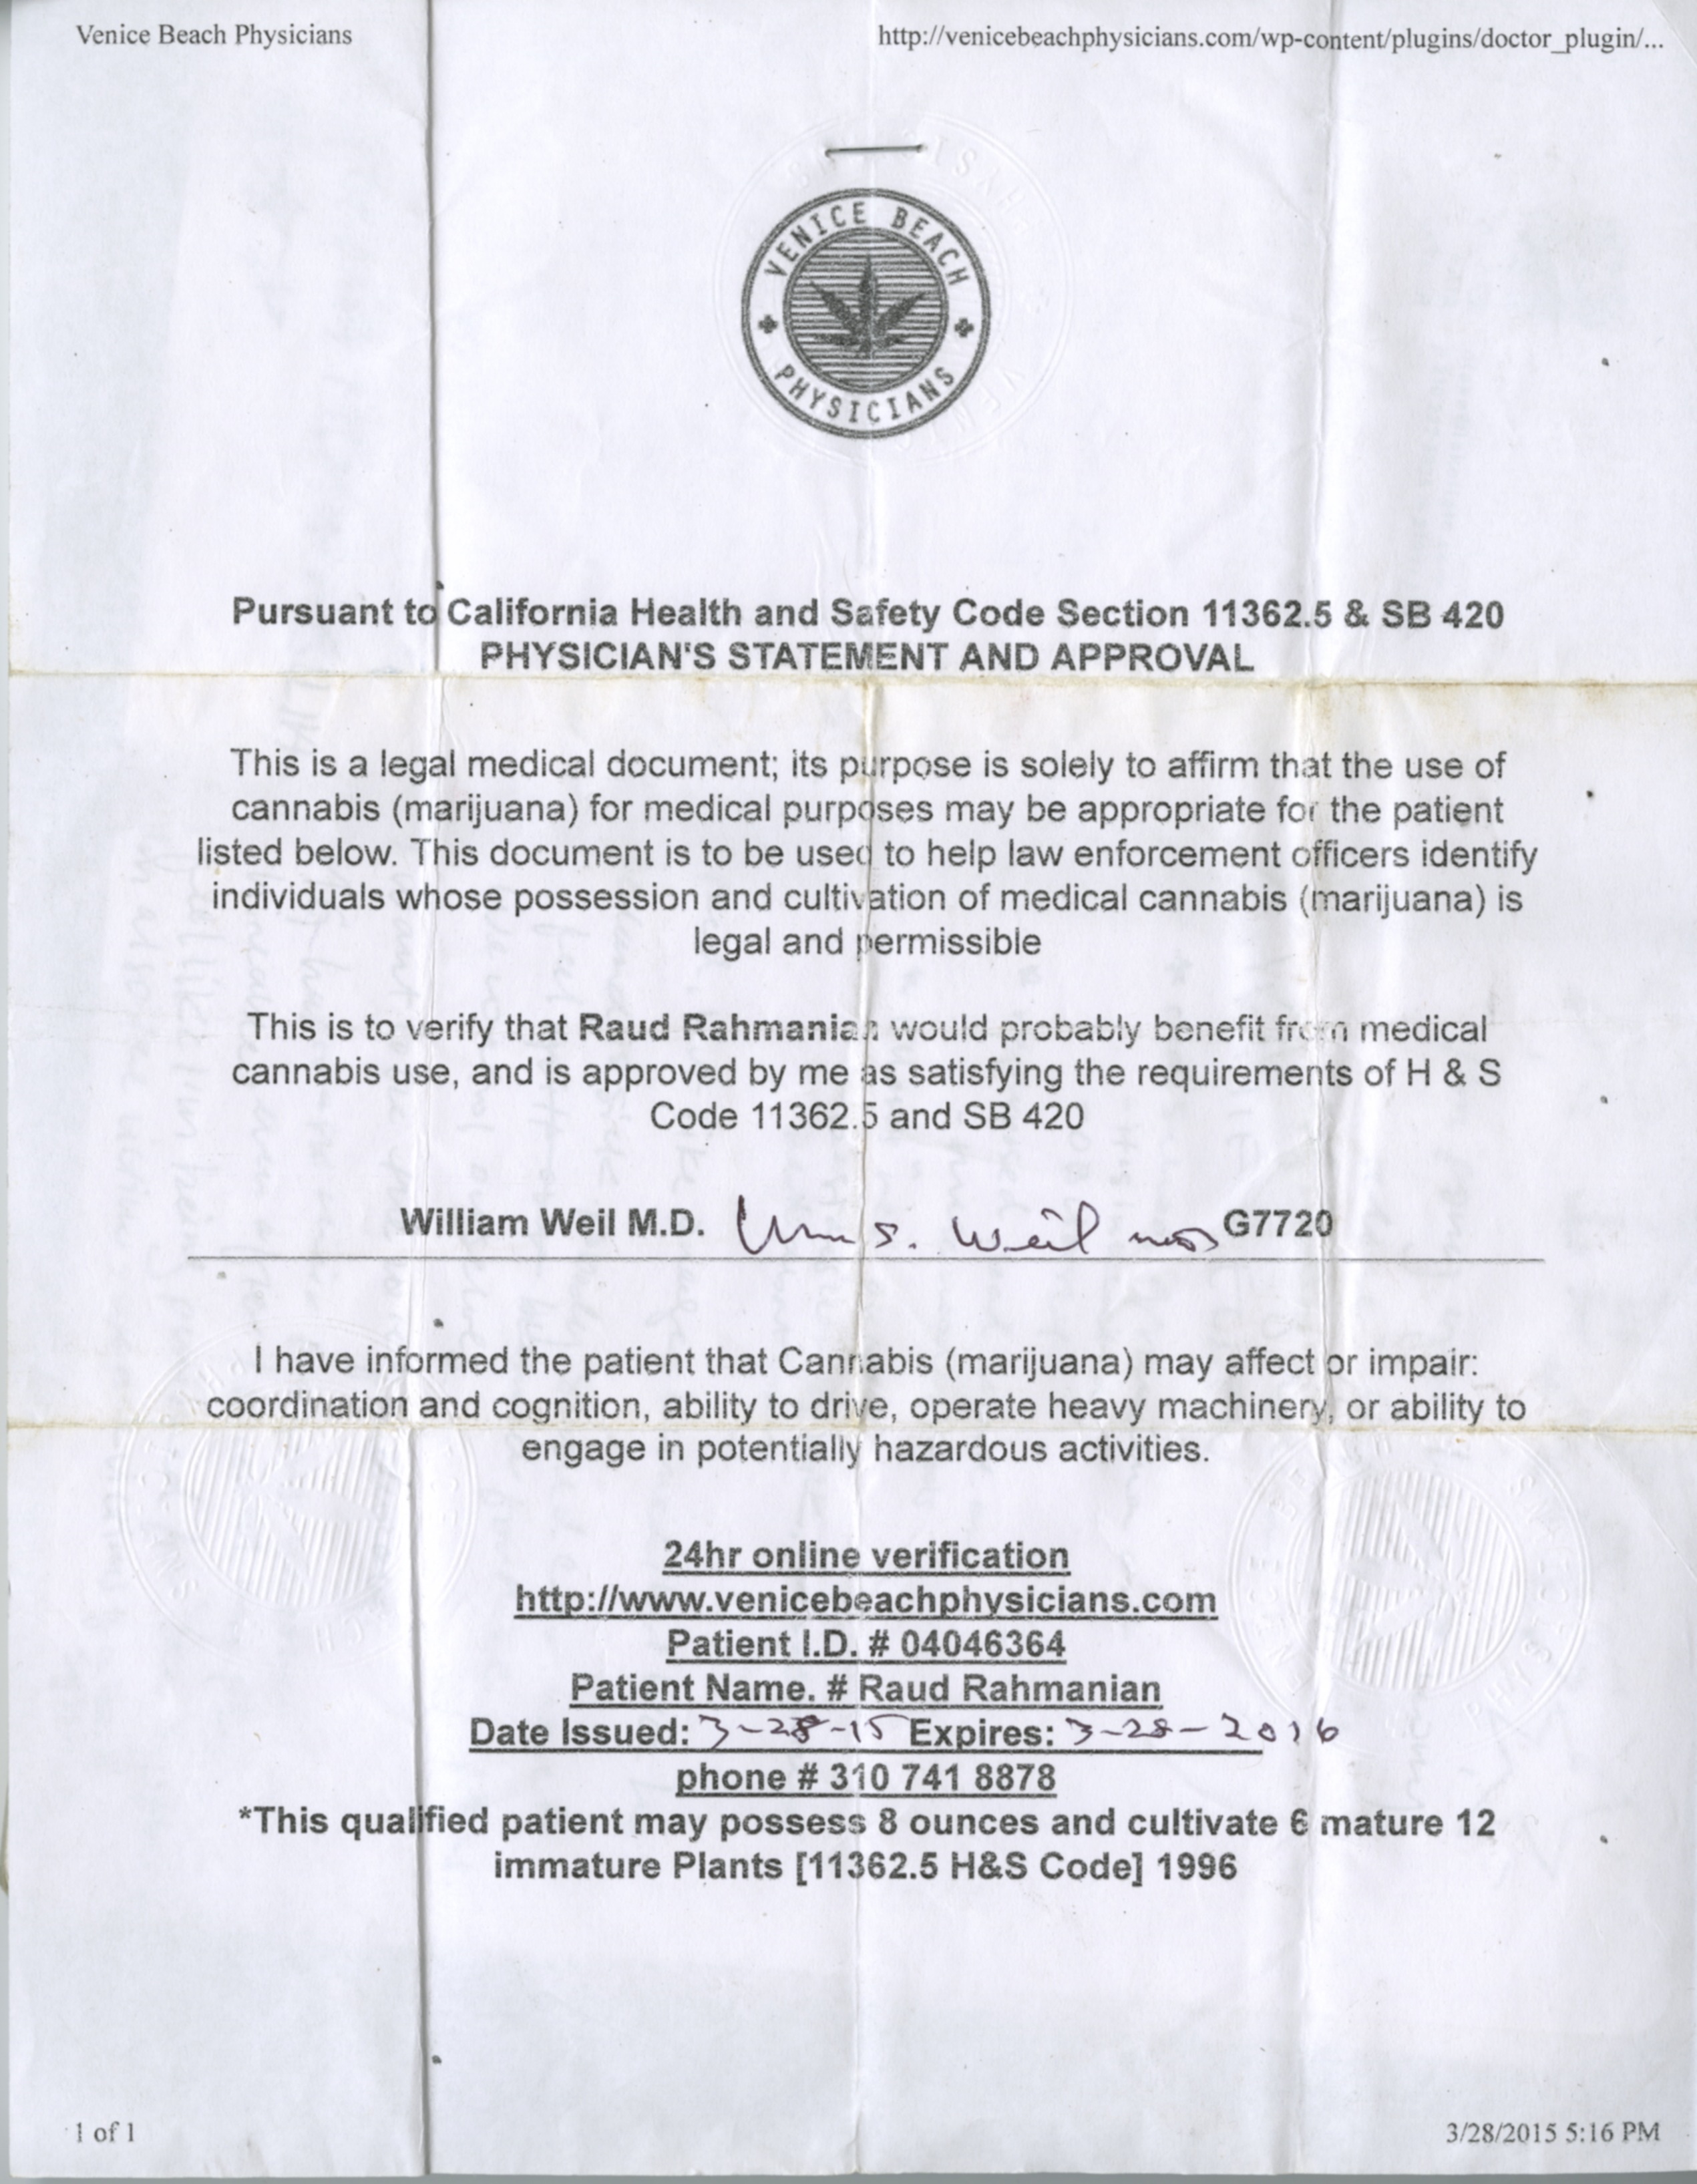 Venice Beach Physicians
http://venicebeachphysicians.com/wp-content/plugins/doctor_plugin/...
VENICE BEACH
PHYSICIANS
Pursuant to California Health and Safety Code Section 11362.5 & SB 420
PHYSICIAN'S STATEMENT AND APPROVAL
This is a legal medical document; its purpose is solely to affirm that the use of
cannabis (marijuana) for medical purposes may be appropriate for the patient
listed below. This document is to be used to help law enforcement officers identify
individuals whose possession and cultivation of medical cannabis (marijuana) is
legal and permissible
This is to verify that Raud Rahmanian would probably benefit from medical
cannabis use, and is approved by me as satisfying the requirements of H & S
Code 11362.5 and SB 420
William Weil M.D. Wm S. Weil MD G7720
I have informed the patient that Cannabis (marijuana) may affect or impair:
coordination and cognition, ability to drive, operate heavy machinery, or ability to
engage in potentially hazardous activities.
24hr online verification
http://www.venicebeachphysicians.com
Patient I.D. # 04046364
Patient Name. # Raud Rahmanian
Date Issued: 3-28-15 Expires: 3-28-2016
phone # 310 741 8878
*This qualified patient may possess 8 ounces and cultivate 6 mature 12
immature Plants [11362.5 H&S Code] 1996
1 of 1
3/28/2015 5:16 PM